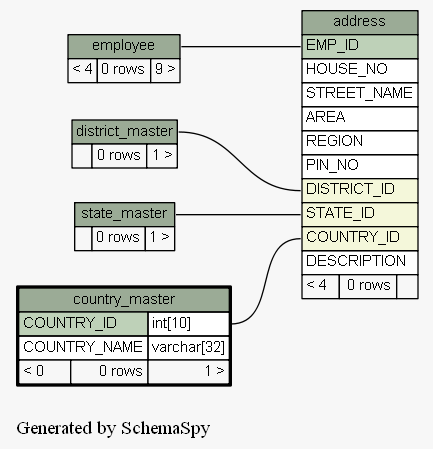 address
EMP_ID
HOUSE_NO
STREET_NAME
AREA
REGION
PIN_NO
DISTRICT_ID
STATE_ID
COUNTRY_ID
DESCRIPTION
< 4 0 rows
employee
< 4 0 rows 9 >
district_master
0 rows 1 >
state_master
0 rows 1 >
country_master
COUNTRY_ID int[10]
COUNTRY_NAME varchar[32]
< 0 0 rows 1 >
Generated by SchemaSpy